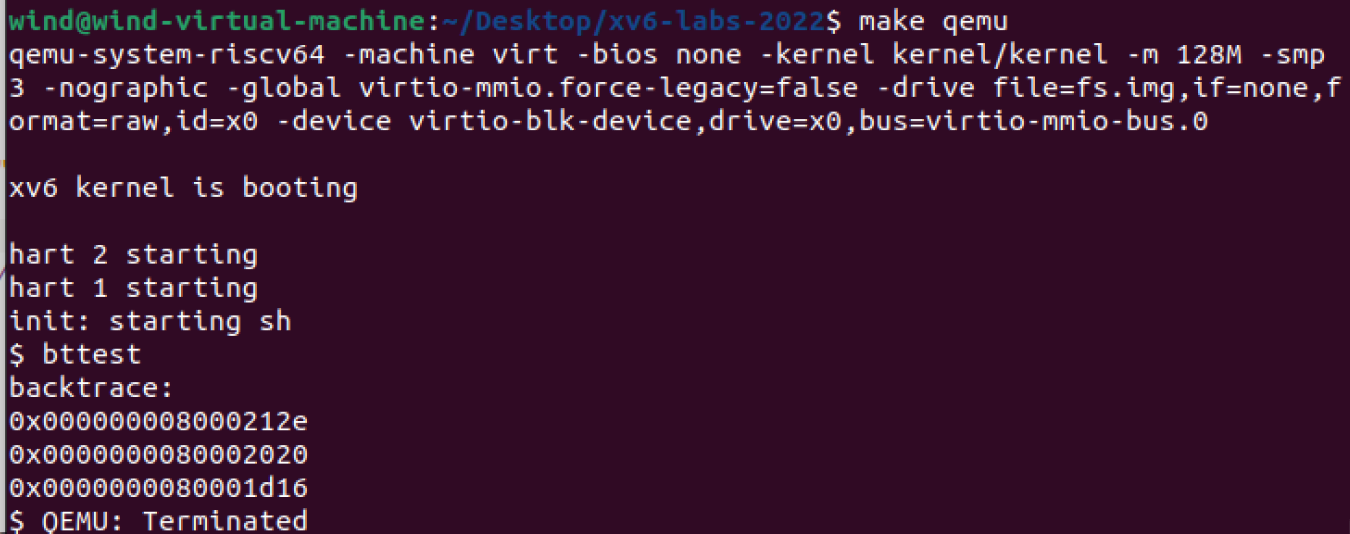 wind@wind-virtual-machine:~/Desktop/xv6-labs-2022$ make qemu
qemu-system-riscv64 -machine virt -bios none -kernel kernel/kernel -m 128M -smp
3 -nographic -global virtio-mmio.force-legacy=false -drive file=fs.img,if=none,f
ormat=raw,id=x0 -device virtio-blk-device,drive=x0,bus=virtio-mmio-bus.0
xv6 kernel is booting
hart 2 starting
hart 1 starting
init: starting sh
$ bttest
backtrace:
0x000000008000212e
0x0000000080002020
0x0000000080001d16
$ QEMU: Terminated